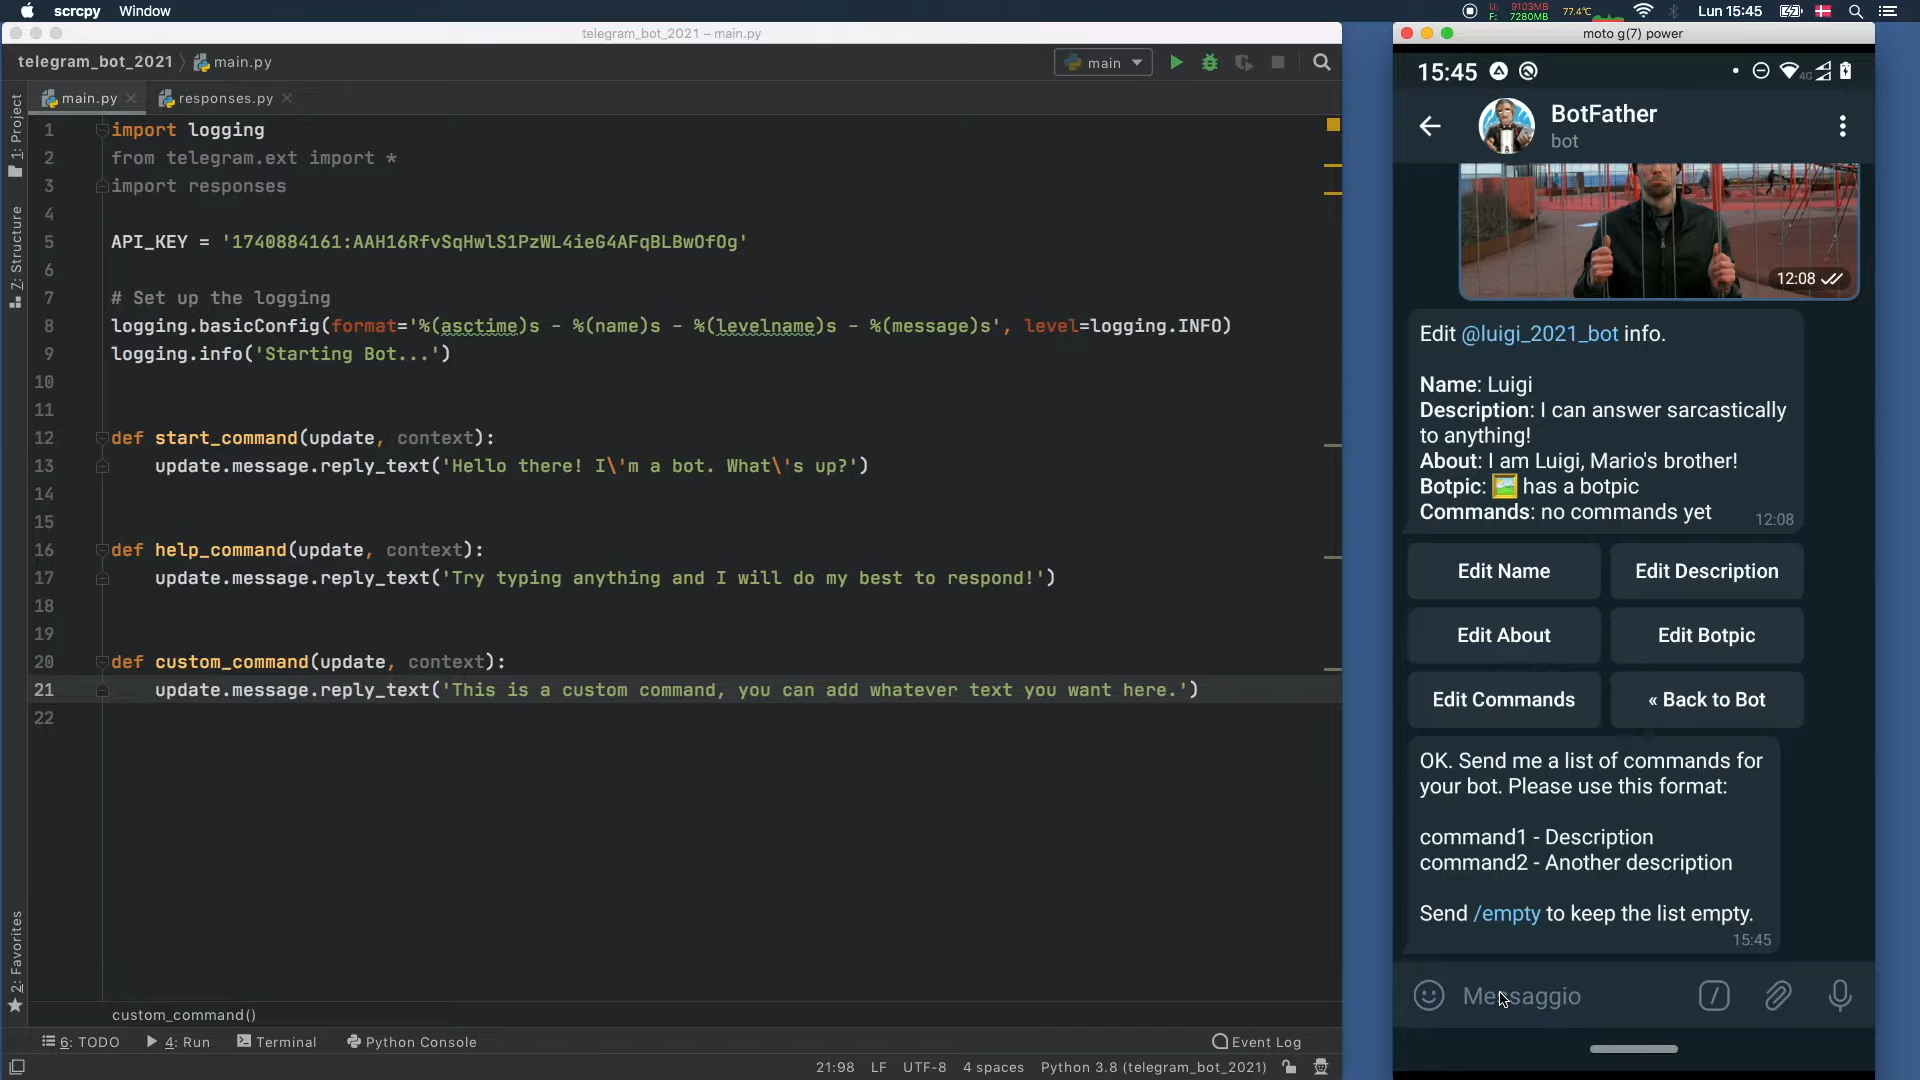 scrcpy Window
U: 9103MB
F: 7280MB
77.4°C
Lun 15:45
telegram_bot_2021 – main.py
telegram_bot_2021 main.py
main
main.py
responses.py
1: Project
7: Structure
2: Favorites
1 import logging
2 from telegram.ext import *
3 import responses
4
5 API_KEY = '1740884161:AAH16RfvSqHwlS1PzWL4ieG4AFqBLBwOfOg'
6
7 # Set up the logging
8 logging.basicConfig(format='%(asctime)s - %(name)s - %(levelname)s - %(message)s', level=logging.INFO)
9 logging.info('Starting Bot...')
10
11
12 def start_command(update, context):
13 update.message.reply_text('Hello there! I\'m a bot. What\'s up?')
14
15
16 def help_command(update, context):
17 update.message.reply_text('Try typing anything and I will do my best to respond!')
18
19
20 def custom_command(update, context):
21 update.message.reply_text('This is a custom command, you can add whatever text you want here.')
22
custom_command()
6: TODO 4: Run Terminal Python Console Event Log
21:98 LF UTF-8 4 spaces Python 3.8 (telegram_bot_2021)
moto g(7) power
15:45
4G
BotFather
bot
12:08
Edit @luigi_2021_bot info.
Name: Luigi
Description: I can answer sarcastically
to anything!
About: I am Luigi, Mario's brother!
Botpic: 🖼 has a botpic
Commands: no commands yet
12:08
Edit Name
Edit Description
Edit About
Edit Botpic
Edit Commands
« Back to Bot
OK. Send me a list of commands for
your bot. Please use this format:
command1 - Description
command2 - Another description
Send /empty to keep the list empty.
15:45
Messaggio